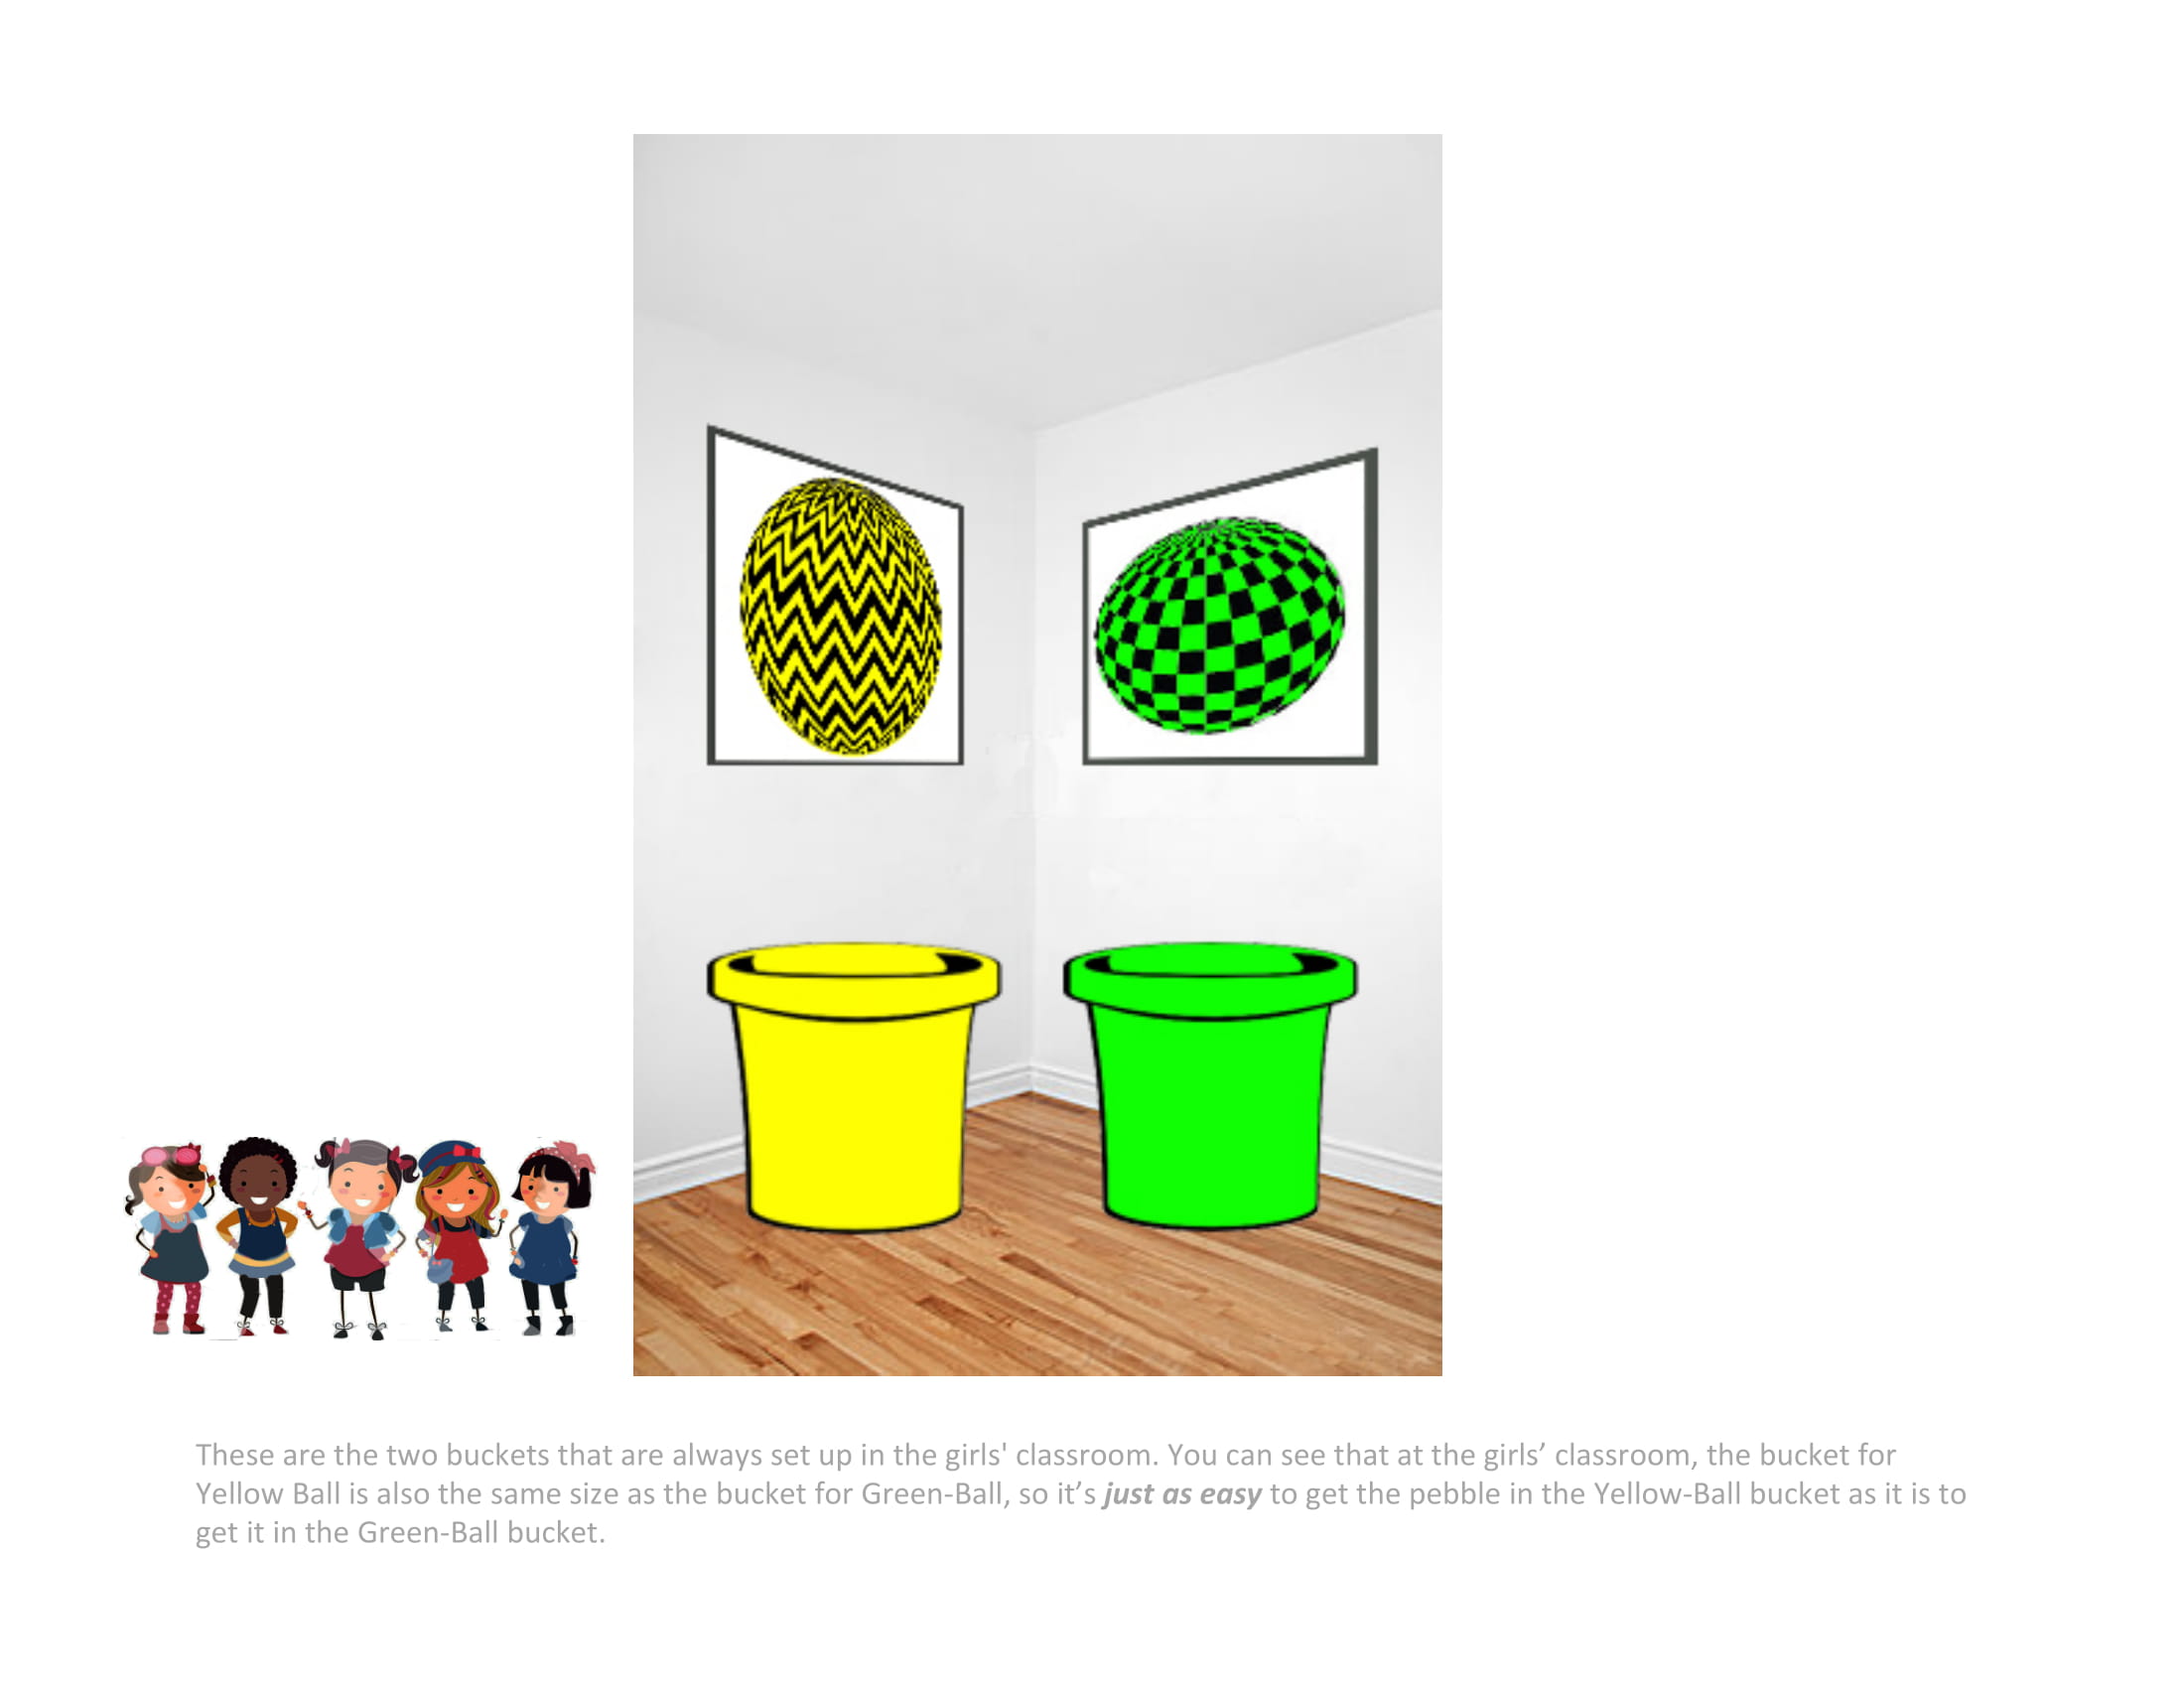 These are the two buckets that are always set up in the girls' classroom. You can see that at the girls’ classroom, the bucket for
Yellow Ball is also the same size as the bucket for Green-Ball, so it’s just as easy to get the pebble in the Yellow-Ball bucket as it is to
get it in the Green-Ball bucket.